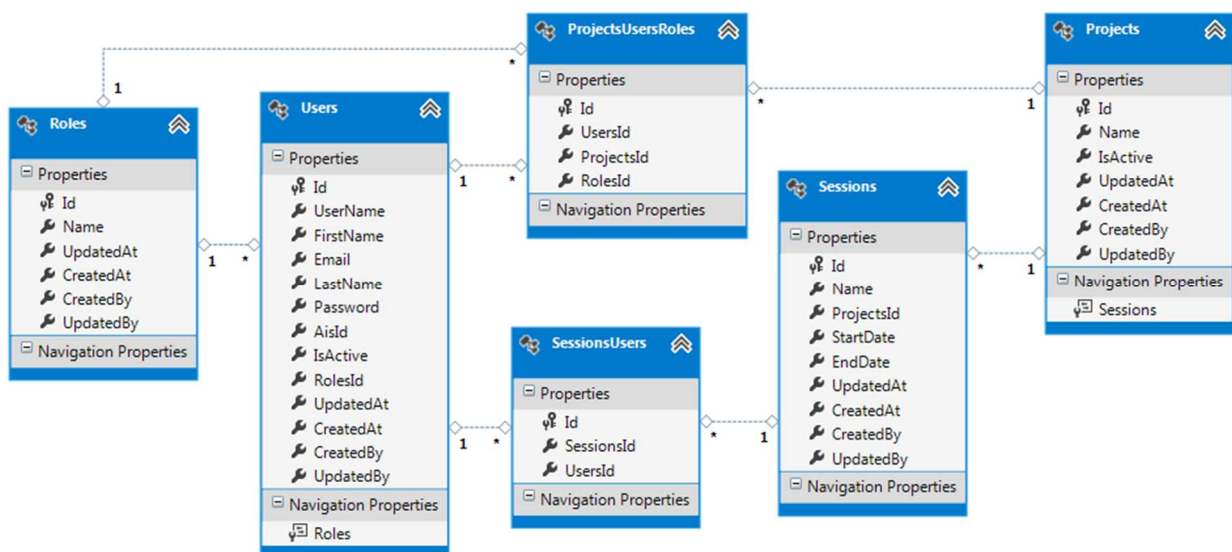 Roles
Properties
Id
Name
UpdatedAt
CreatedAt
CreatedBy
UpdatedBy
Navigation Properties
1
1
*
Users
Properties
Id
UserName
FirstName
Email
LastName
Password
AisId
IsActive
RolesId
UpdatedAt
CreatedAt
CreatedBy
UpdatedBy
Navigation Properties
Roles
1
*
1
*
*
ProjectsUsersRoles
Properties
Id
UsersId
ProjectsId
RolesId
Navigation Properties
*
1
SessionsUsers
Properties
Id
SessionsId
UsersId
Navigation Properties
*
1
Sessions
Properties
Id
Name
ProjectsId
StartDate
EndDate
UpdatedAt
CreatedAt
CreatedBy
UpdatedBy
Navigation Properties
*
1
Projects
Properties
Id
Name
IsActive
UpdatedAt
CreatedAt
CreatedBy
UpdatedBy
Navigation Properties
Sessions